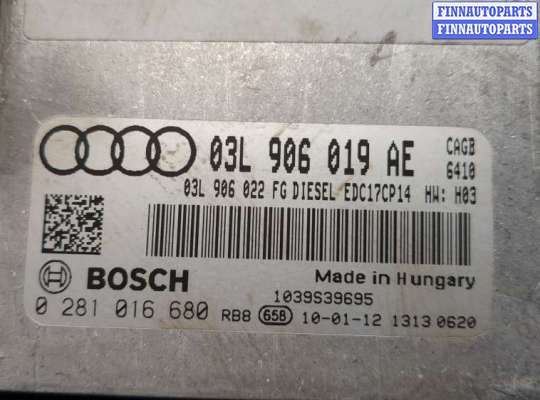 FINNAUTOPARTS
FINNAUTOPARTS
03L 906 019 AE
CAGB
6410
03L 906 022 FG DIESEL EDC17CP14 HW: H03
BOSCH
Made in Hungary
1039S39695
0 281 016 680 RB8 658 10-01-12 1313 0620